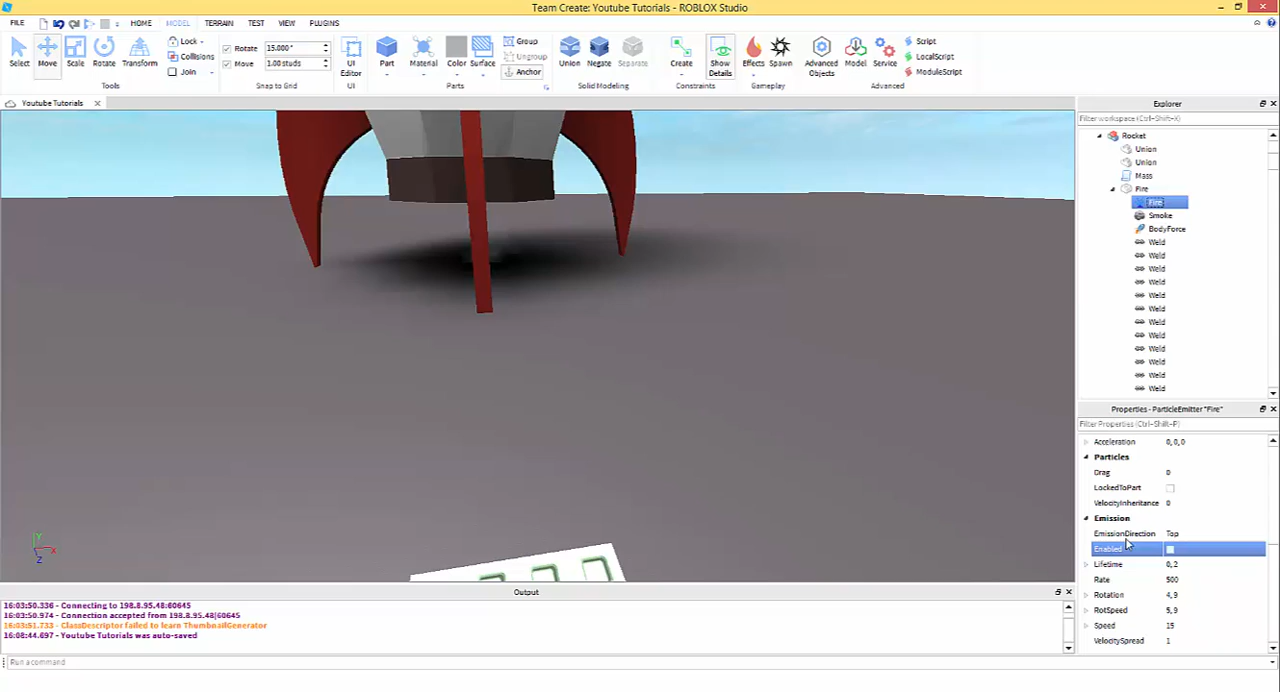 Team Create: Youtube Tutorials - ROBLOX Studio
FILE HOME MODEL TERRAIN TEST VIEW PLUGINS
Select Move Scale Rotate Transform
Lock
Collisions
Join
Tools
Rotate 15.000°
Move 1.00 studs
Snap to Grid
UI Editor
UI
Part Material Color Surface
Group
Ungroup
Anchor
Parts
Union Negate Separate
Solid Modeling
Create Show Details
Constraints
Effects Spawn
Gameplay
Advanced Objects Model Service
Script
LocalScript
ModuleScript
Advanced
Youtube Tutorials
Explorer
Filter workspace (Ctrl+Shift+X)
Rocket
Union
Union
Mass
Fire
Fire
Smoke
BodyForce
Weld
Weld
Weld
Weld
Weld
Weld
Weld
Weld
Weld
Weld
Weld
Weld
Properties - ParticleEmitter "Fire"
Filter Properties (Ctrl+Shift+P)
Acceleration 0,0,0
Particles
Drag 0
LockedToPart
VelocityInheritance 0
Emission
EmissionDirection Top
Enabled
Lifetime 0,2
Rate 500
Rotation 4,9
RotSpeed 5,9
Speed 15
VelocitySpread 1
Y
X
Z
Output
16:03:50.336 - Connecting to 198.8.95.48:60645
16:03:50.974 - Connection accepted from 198.8.95.48|60645
16:03:51.733 - ClassDescriptor failed to learn ThumbnailGenerator
16:08:44.697 - Youtube Tutorials was auto-saved
Run a command